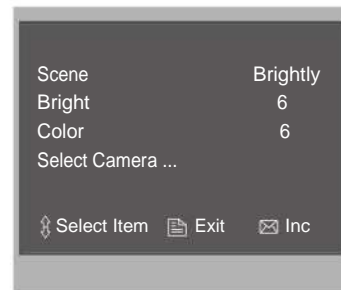 Scene Brightly
Bright 6
Color 6
Select Camera ...
Select Item Exit Inc